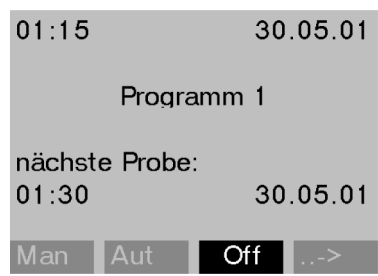 01:15 30.05.01
Programm 1
nächste Probe:
01:30 30.05.01
Man Aut Off ..->